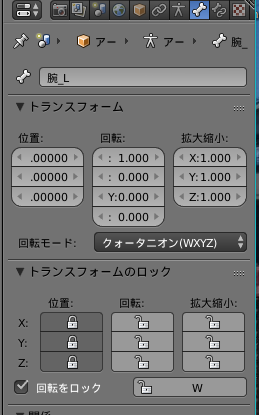 アー アー 腕_
腕_L
トランスフォーム
位置: 回転: 拡大縮小:
.00000 : 1.000 X:1.000
.00000 : 0.000 Y:1.000
.00000 Y:0.000 Z:1.000
: 0.000
回転モード: クォータニオン(WXYZ)
トランスフォームのロック
位置: 回転: 拡大縮小:
X:
Y:
Z:
回転をロック W